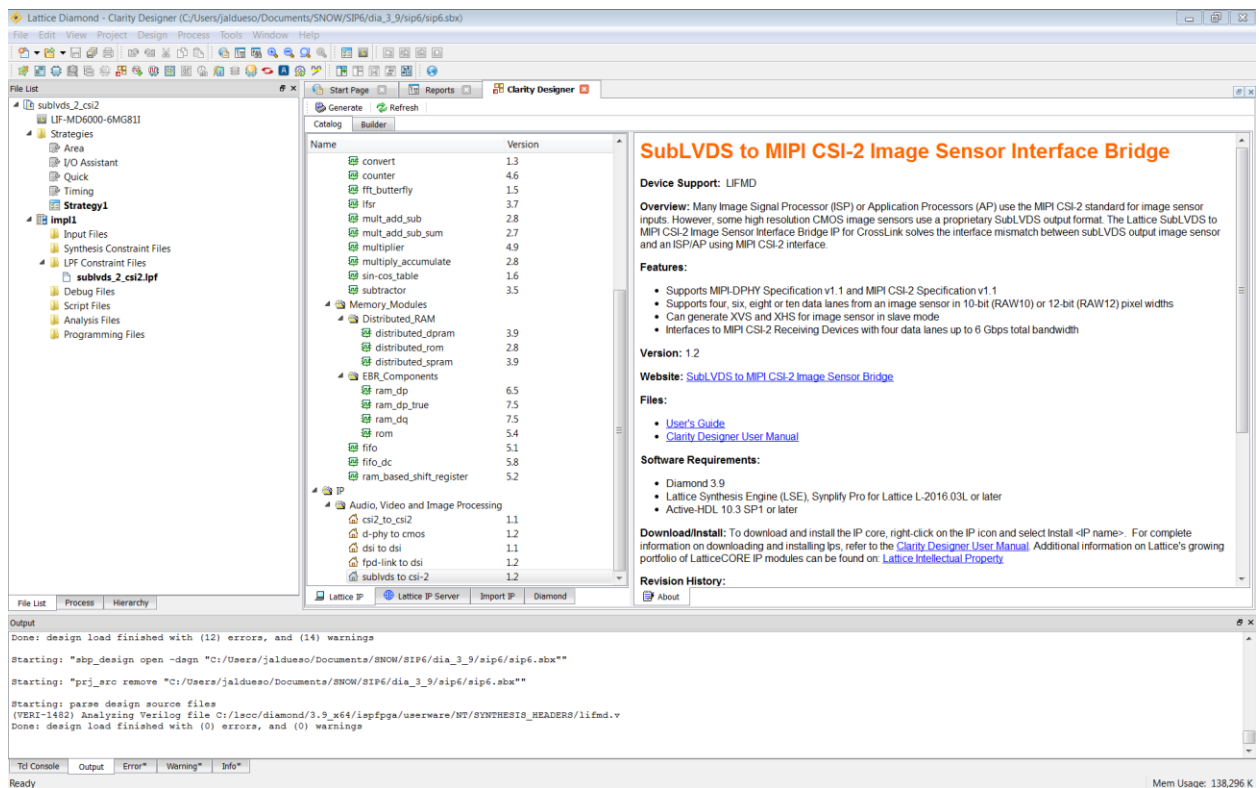 Lattice Diamond - Clarity Designer (C:/Users/jaldueso/Documents/SNOW/SIP6/dia_3_9/sip6/sip6.sbx)
File Edit View Project Design Process Tools Window Help
File List
Start Page
Reports
Clarity Designer
sublvds_2_csi2
LIF-MD6000-6MG81I
Strategies
Area
I/O Assistant
Quick
Timing
Strategy1
impl1
Input Files
Synthesis Constraint Files
LPF Constraint Files
sublvds_2_csi2.lpf
Debug Files
Script Files
Analysis Files
Programming Files
File List Process Hierarchy
Generate Refresh
Catalog Builder
Name Version
convert 1.3
counter 4.6
fft_butterfly 1.5
lfsr 3.7
mult_add_sub 2.8
mult_add_sub_sum 2.7
multiplier 4.9
multiply_accumulate 2.8
sin-cos_table 1.6
subtractor 3.5
Memory_Modules
Distributed_RAM
distributed_dpram 3.9
distributed_rom 2.8
distributed_spram 3.9
EBR_Components
ram_dp 6.5
ram_dp_true 7.5
ram_dq 7.5
rom 5.4
fifo 5.1
fifo_dc 5.8
ram_based_shift_register 5.2
IP
Audio, Video and Image Processing
csi2_to_csi2 1.1
d-phy to cmos 1.2
dsi to dsi 1.1
fpd-link to dsi 1.2
sublvds to csi-2 1.2
Lattice IP Lattice IP Server Import IP Diamond
SubLVDS to MIPI CSI-2 Image Sensor Interface Bridge
Device Support: LIFMD
Overview: Many Image Signal Processor (ISP) or Application Processors (AP) use the MIPI CSI-2 standard for image sensor
inputs. However, some high resolution CMOS image sensors use a proprietary SubLVDS output format. The Lattice SubLVDS to
MIPI CSI-2 Image Sensor Interface Bridge IP for CrossLink solves the interface mismatch between subLVDS output image sensor
and an ISP/AP using MIPI CSI-2 interface.
Features:
• Supports MIPI-DPHY Specification v1.1 and MIPI CSI-2 Specification v1.1
• Supports four, six, eight or ten data lanes from an image sensor in 10-bit (RAW10) or 12-bit (RAW12) pixel widths
• Can generate XVS and XHS for image sensor in slave mode
• Interfaces to MIPI CSI-2 Receiving Devices with four data lanes up to 6 Gbps total bandwidth
Version: 1.2
Website: SubLVDS to MIPI CSI-2 Image Sensor Bridge
Files:
• User's Guide
• Clarity Designer User Manual
Software Requirements:
• Diamond 3.9
• Lattice Synthesis Engine (LSE), Synplify Pro for Lattice L-2016.03L or later
• Active-HDL 10.3 SP1 or later
Download/Install: To download and install the IP core, right-click on the IP icon and select Install <IP name>. For complete
information on downloading and installing Ips, refer to the Clarity Designer User Manual. Additional information on Lattice's growing
portfolio of LatticeCORE IP modules can be found on: Lattice Intellectual Property
Revision History:
About
Output
Done: design load finished with (12) errors, and (14) warnings
Starting: "sbp_design open -dsgn "C:/Users/jaldueso/Documents/SNOW/SIP6/dia_3_9/sip6/sip6.sbx""
Starting: "prj_src remove "C:/Users/jaldueso/Documents/SNOW/SIP6/dia_3_9/sip6/sip6.sbx""
Starting: parse design source files
(VERI-1482) Analyzing Verilog file C:/lscc/diamond/3.9_x64/ispfpga/userware/NT/SYNTHESIS_HEADERS/lifmd.v
Done: design load finished with (0) errors, and (0) warnings
Tcl Console Output Error* Warning* Info*
Ready
Mem Usage: 138,296 K